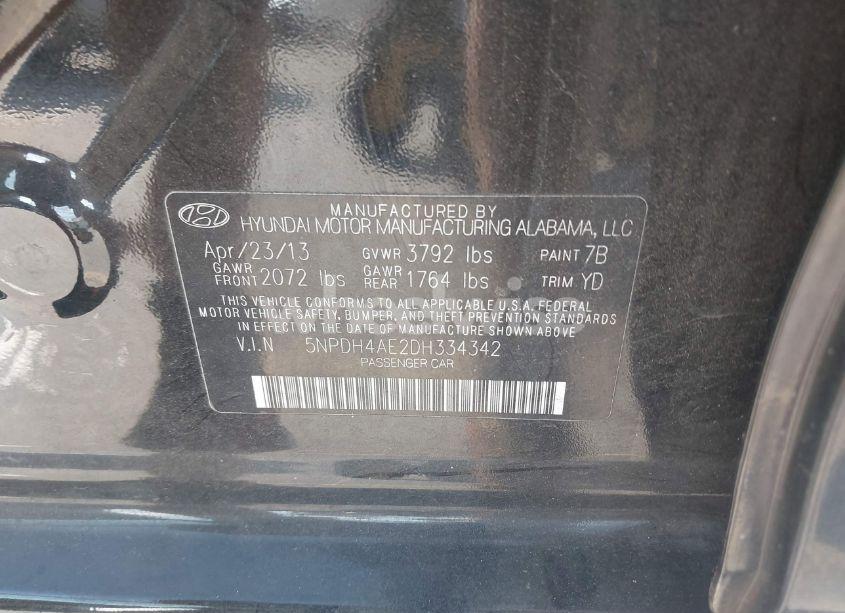 MANUFACTURED BY
HYUNDAI MOTOR MANUFACTURING ALABAMA, LLC
Apr/23/13 GVWR 3792 lbs PAINT 7B
GAWR FRONT 2072 lbs GAWR REAR 1764 lbs TRIM YD
THIS VEHICLE CONFORMS TO ALL APPLICABLE U.S.A. FEDERAL
MOTOR VEHICLE SAFETY, BUMPER, AND THEFT PREVENTION STANDARDS
IN EFFECT ON THE DATE OF MANUFACTURE SHOWN ABOVE
V.I.N 5NPDH4AE2DH334342
PASSENGER CAR